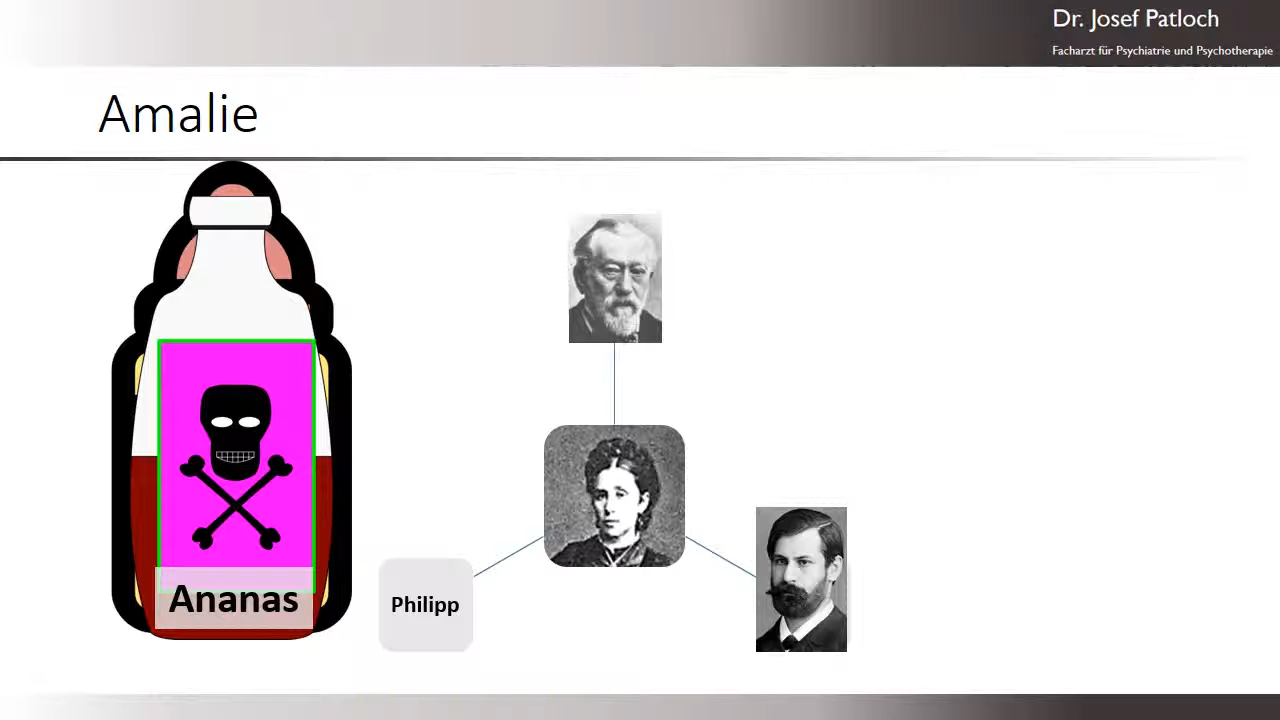 Dr. Josef Patloch
Facharzt für Psychiatrie und Psychotherapie
Amalie
Ananas
Philipp